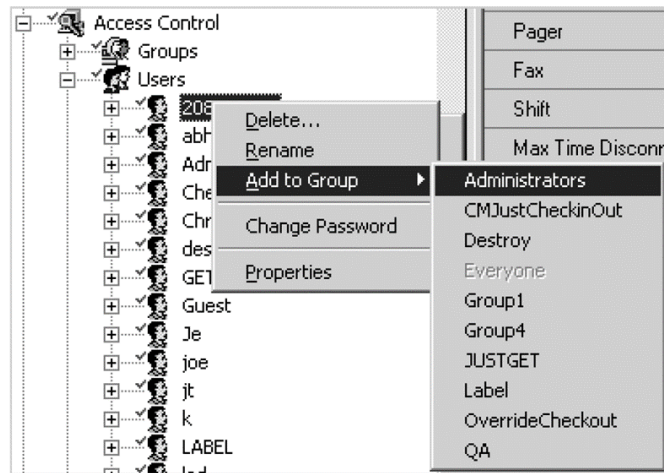 Access Control
Groups
Users
208
abh
Adr
Che
Chr
des
GET
Guest
Je
joe
jt
k
LABEL
Delete...
Rename
Add to Group
Change Password
Properties
Administrators
CMJustCheckinOut
Destroy
Everyone
Group1
Group4
JUSTGET
Label
OverrideCheckout
QA
Pager
Fax
Shift
Max Time Disconn